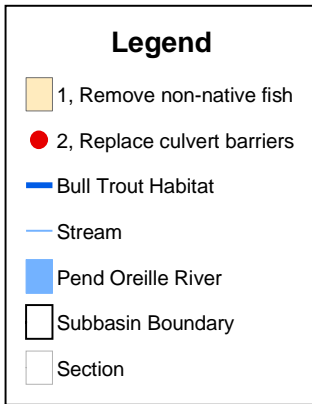 Legend
1, Remove non-native fish
2, Replace culvert barriers
Bull Trout Habitat
Stream
Pend Oreille River
Subbasin Boundary
Section